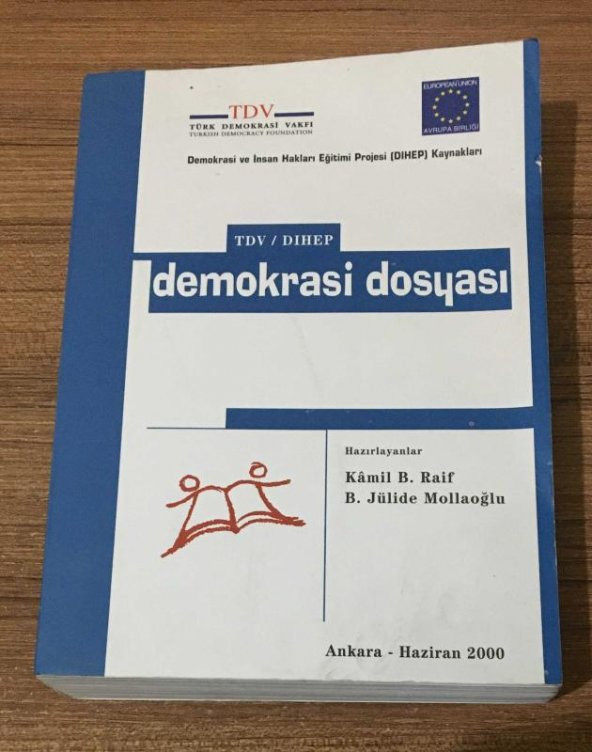 TDV
TÜRK DEMOKRASİ VAKFI
TURKISH DEMOCRACY FOUNDATION
EUROPEAN UNION
AVRUPA BİRLİĞİ
Demokrasi ve İnsan Hakları Eğitimi Projesi (DIHEP) Kaynakları
TDV / DIHEP
demokrasi dosyası
Hazırlayanlar
Kâmil B. Raif
B. Jülide Mollaoğlu
Ankara - Haziran 2000